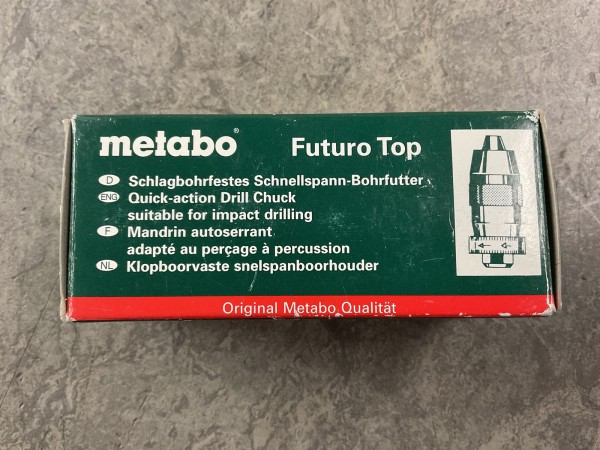 metabo®
Futuro Top
D Schlagbohrfestes Schnellspann-Bohrfutter
ENG Quick-action Drill Chuck
suitable for impact drilling
F Mandrin autoserrant
adapté au perçage à percussion
NL Klopboorvaste snelspanboorhouder
Original Metabo Qualität